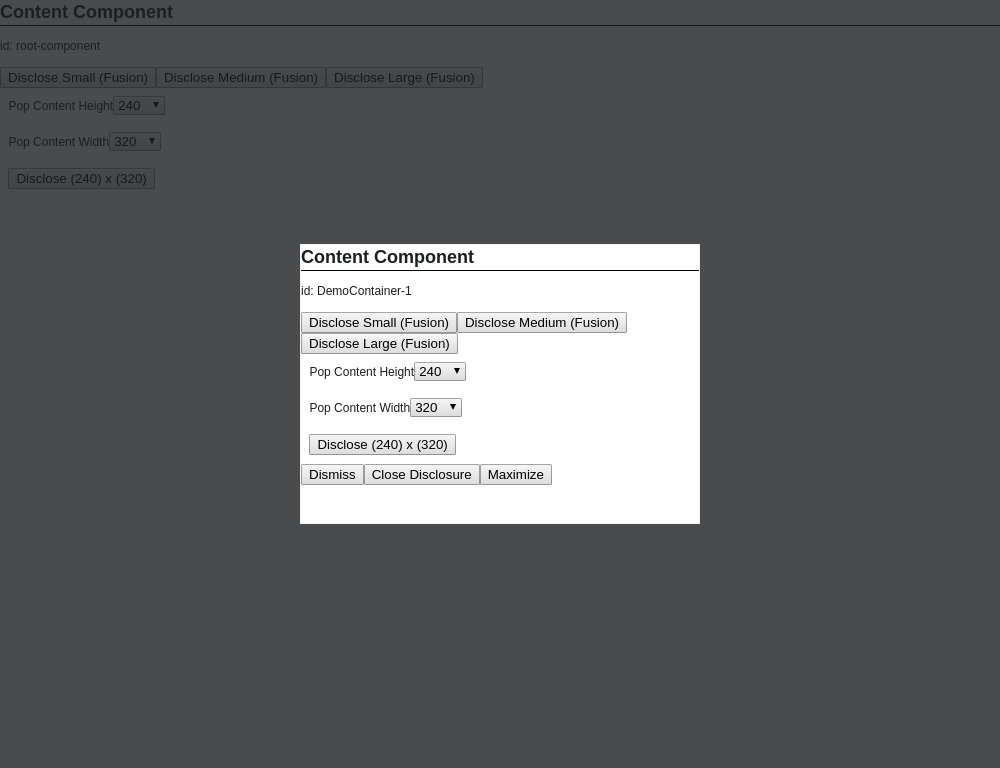 Content Component
id: root-component
Disclose Small (Fusion) Disclose Medium (Fusion) Disclose Large (Fusion)
Pop Content Height 240
Pop Content Width 320
Disclose (240) x (320)
Content Component
id: DemoContainer-1
Disclose Small (Fusion) Disclose Medium (Fusion)
Disclose Large (Fusion)
Pop Content Height 240
Pop Content Width 320
Disclose (240) x (320)
Dismiss Close Disclosure Maximize